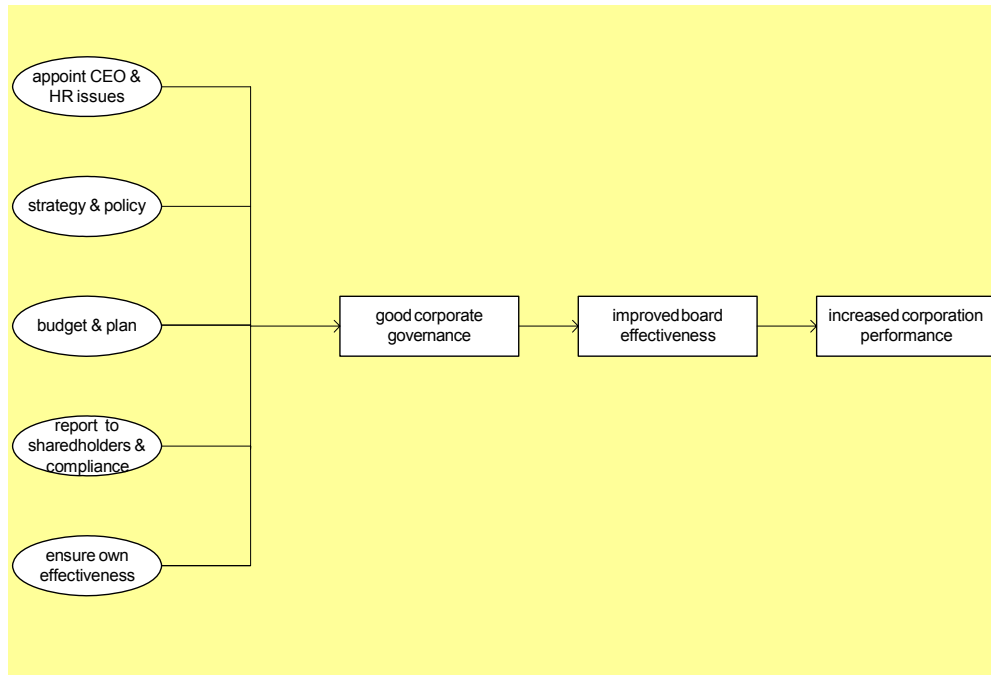 appoint CEO &
HR issues
strategy & policy
budget & plan
report to
sharedholders &
compliance
ensure own
effectiveness
good corporate
governance
improved board
effectiveness
increased corporation
performance